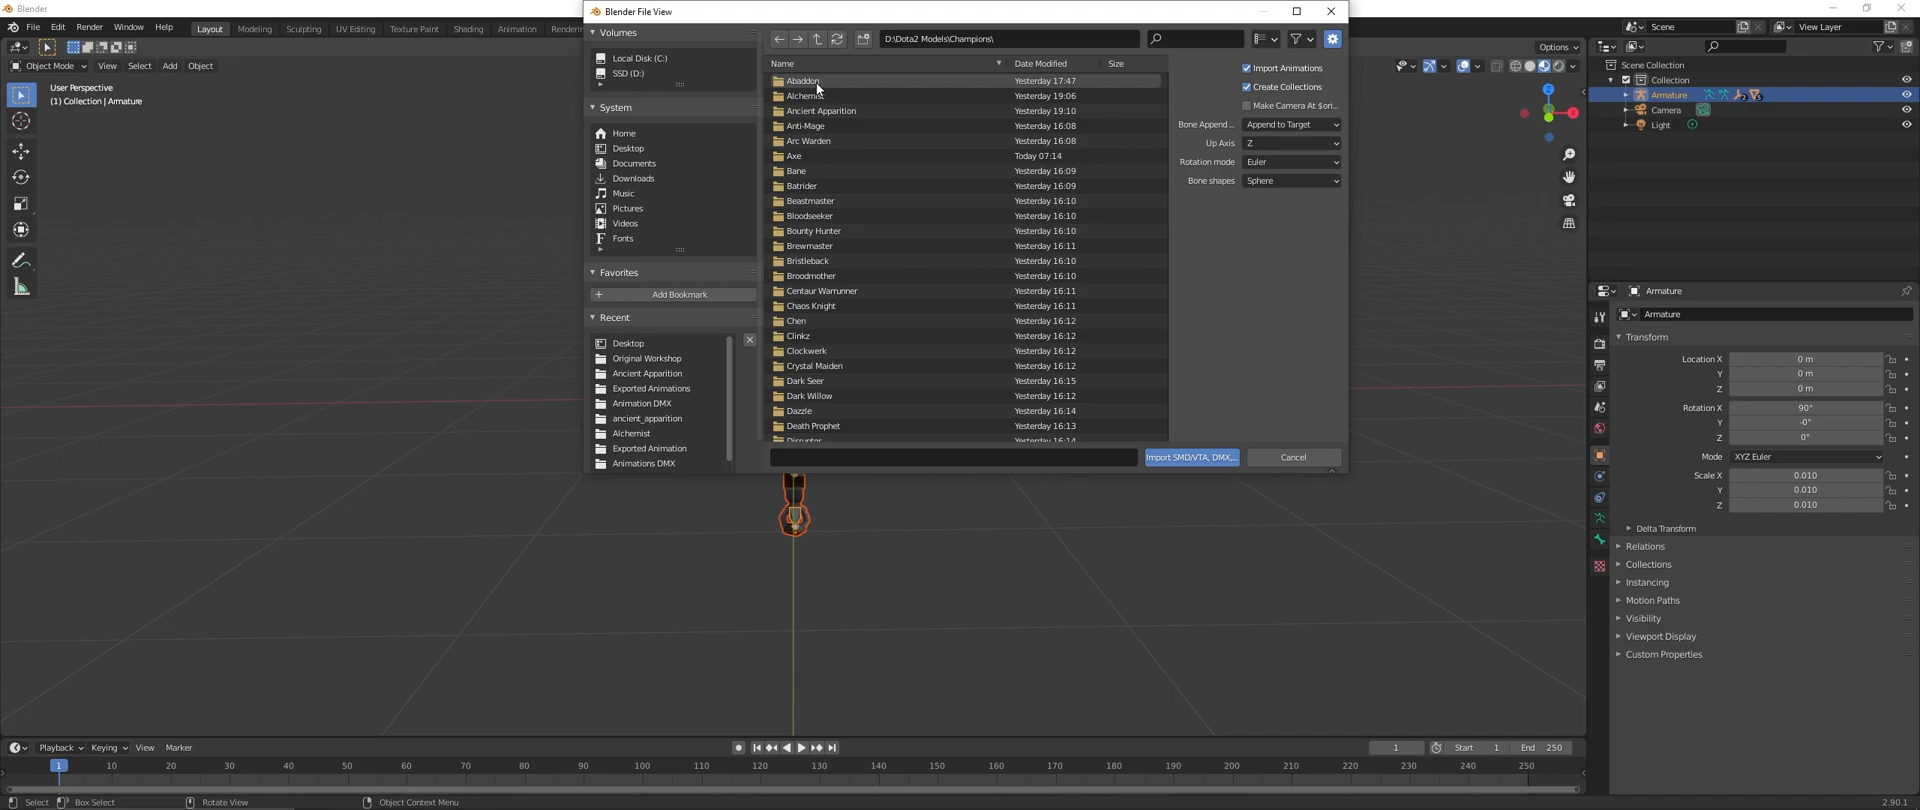 Blender
File Edit Render Window Help Layout Modeling Sculpting UV Editing Texture Paint Shading Animation Scene View Layer
Object Mode View Select Add Object Options
User Perspective
(1) Collection | Armature
Blender File View
Volumes
Local Disk (C:)
SSD (D:)
System
Home
Desktop
Documents
Downloads
Music
Pictures
Videos
Fonts
Favorites
Add Bookmark
Recent
Desktop
Original Workshop
Ancient Apparition
Exported Animations
Animation DMX
ancient_apparition
Alchemist
Exported Animation
Animations DMX
D:\Dota2 Models\Champions\
Name Date Modified Size
Abaddon Yesterday 17:47
Alchemist Yesterday 19:06
Ancient Apparition Yesterday 19:10
Anti-Mage Yesterday 16:08
Arc Warden Yesterday 16:08
Axe Today 07:14
Bane Yesterday 16:09
Batrider Yesterday 16:09
Beastmaster Yesterday 16:10
Bloodseeker Yesterday 16:10
Bounty Hunter Yesterday 16:10
Brewmaster Yesterday 16:11
Bristleback Yesterday 16:10
Broodmother Yesterday 16:10
Centaur Warrunner Yesterday 16:11
Chaos Knight Yesterday 16:11
Chen Yesterday 16:12
Clinkz Yesterday 16:12
Clockwerk Yesterday 16:12
Crystal Maiden Yesterday 16:12
Dark Seer Yesterday 16:15
Dark Willow Yesterday 16:12
Dazzle Yesterday 16:14
Death Prophet Yesterday 16:13
Disruptor Yesterday 16:14
Import Animations
Create Collections
Make Camera At $ori...
Bone Append ... Append to Target
Up Axis Z
Rotation mode Euler
Bone shapes Sphere
Import SMD/VTA, DMX,... Cancel
Z
X
Scene Collection
Collection
Armature
Camera
Light
Armature
Armature
Transform
Location X 0 m
Y 0 m
Z 0 m
Rotation X 90°
Y -0°
Z 0°
Mode XYZ Euler
Scale X 0.010
Y 0.010
Z 0.010
Delta Transform
Relations
Collections
Instancing
Motion Paths
Visibility
Viewport Display
Custom Properties
Playback Keying View Marker 1 Start 1 End 250
1 10 20 30 40 50 60 70 80 90 100 110 120 130 140 150 160 170 180 190 200 210 220 230 240 250
Select Box Select Rotate View Object Context Menu 2.90.1